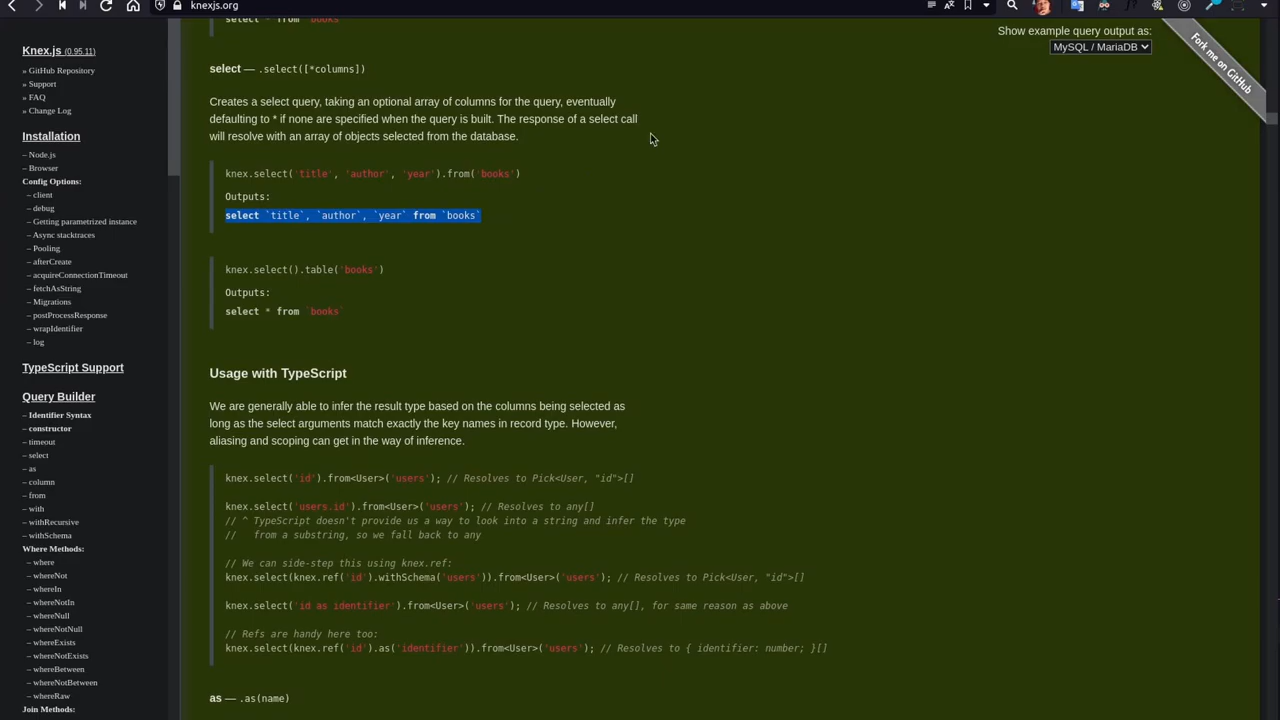 knexjs.org
Knex.js (0.95.11)
» GitHub Repository
» Support
» FAQ
» Change Log
Installation
– Node.js
– Browser
Config Options:
– client
– debug
– Getting parametrized instance
– Async stacktraces
– Pooling
– afterCreate
– acquireConnectionTimeout
– fetchAsString
– Migrations
– postProcessResponse
– wrapIdentifier
– log
TypeScript Support
Query Builder
– Identifier Syntax
– constructor
– timeout
– select
– as
– column
– from
– with
– withRecursive
– withSchema
Where Methods:
– where
– whereNot
– whereIn
– whereNotIn
– whereNull
– whereNotNull
– whereExists
– whereNotExists
– whereBetween
– whereNotBetween
– whereRaw
Join Methods:
select * from `books`
Show example query output as:
MySQL / MariaDB
Fork me on GitHub
select — .select([*columns])
Creates a select query, taking an optional array of columns for the query, eventually
defaulting to * if none are specified when the query is built. The response of a select call
will resolve with an array of objects selected from the database.
knex.select('title', 'author', 'year').from('books')
Outputs:
select `title`, `author`, `year` from `books`
knex.select().table('books')
Outputs:
select * from `books`
Usage with TypeScript
We are generally able to infer the result type based on the columns being selected as
long as the select arguments match exactly the key names in record type. However,
aliasing and scoping can get in the way of inference.
knex.select('id').from<User>('users'); // Resolves to Pick<User, "id">[]
knex.select('users.id').from<User>('users'); // Resolves to any[]
// ^ TypeScript doesn't provide us a way to look into a string and infer the type
//   from a substring, so we fall back to any
// We can side-step this using knex.ref:
knex.select(knex.ref('id').withSchema('users')).from<User>('users'); // Resolves to Pick<User, "id">[]
knex.select('id as identifier').from<User>('users'); // Resolves to any[], for same reason as above
// Refs are handy here too:
knex.select(knex.ref('id').as('identifier')).from<User>('users'); // Resolves to { identifier: number; }[]
as — .as(name)